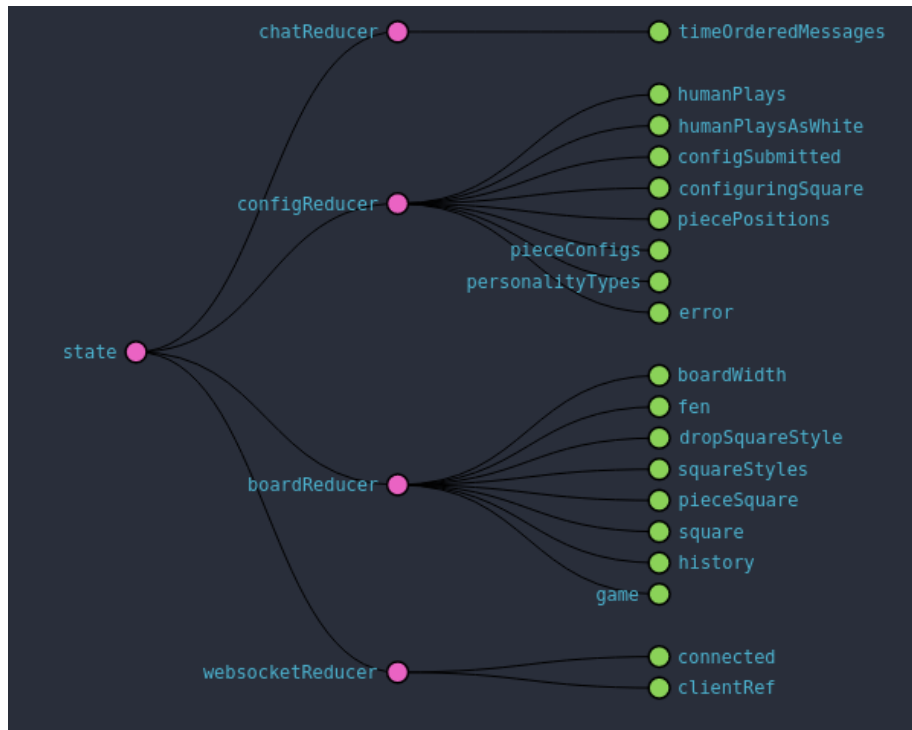 chatReducer
timeOrderedMessages
humanPlays
humanPlaysAsWhite
configSubmitted
configReducer
configuringSquare
piecePositions
pieceConfigs
personalityTypes
error
state
boardWidth
fen
dropSquareStyle
squareStyles
boardReducer
pieceSquare
square
history
game
connected
websocketReducer
clientRef